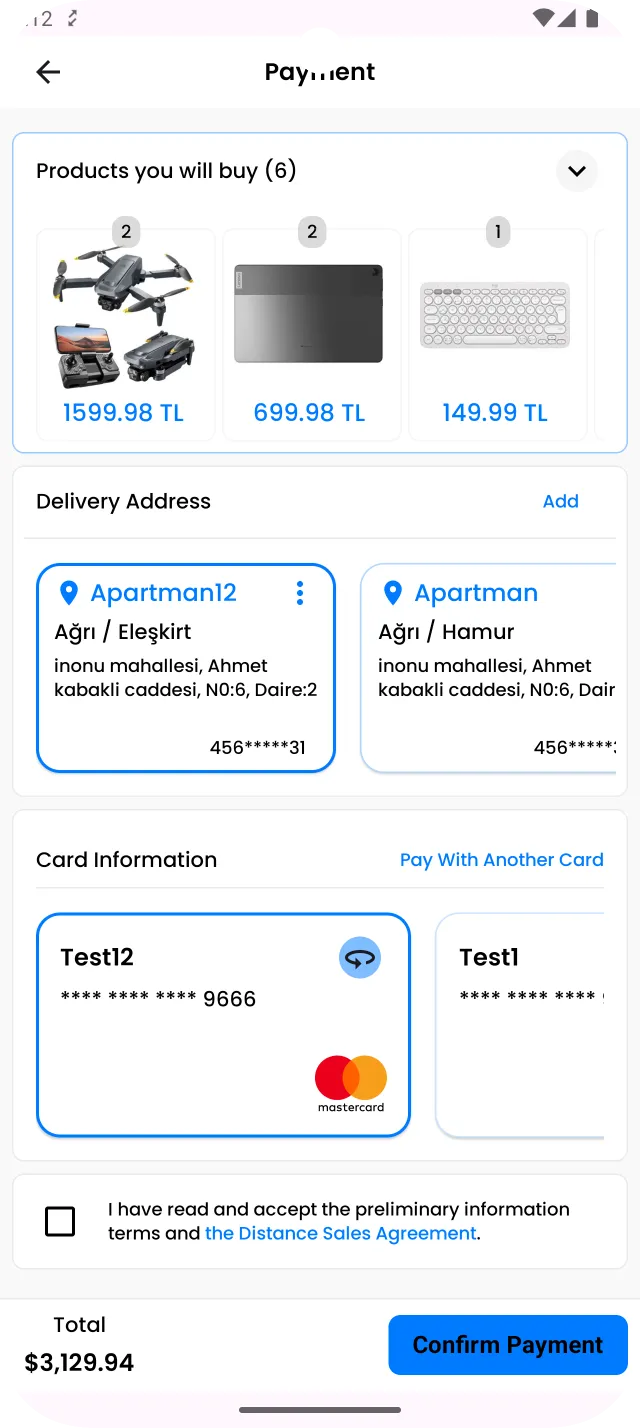 Payment
Products you will buy (6)
2
2
1
1599.98 TL
699.98 TL
149.99 TL
Delivery Address
Add
Apartman12
Ağrı / Eleşkirt
inonu mahallesi, Ahmet
kabakli caddesi, N0:6, Daire:2
456*****31
Apartman
Ağrı / Hamur
inonu mahallesi, Ahmet
kabakli caddesi, N0:6, Dair
456*****
Card Information
Pay With Another Card
Test12
**** **** **** 9666
mastercard
Test1
**** **** ****
I have read and accept the preliminary information
terms and the Distance Sales Agreement.
Total
$3,129.94
Confirm Payment